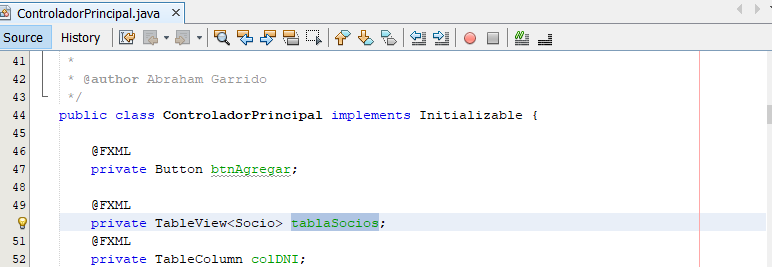 ControladorPrincipal.java
Source History
41 *
42 * @author Abraham Garrido
43 */
44 public class ControladorPrincipal implements Initializable {
45
46 @FXML
47 private Button btnAgregar;
48
49 @FXML
private TableView<Socio> tablaSocios;
51 @FXML
52 private TableColumn colDNI;